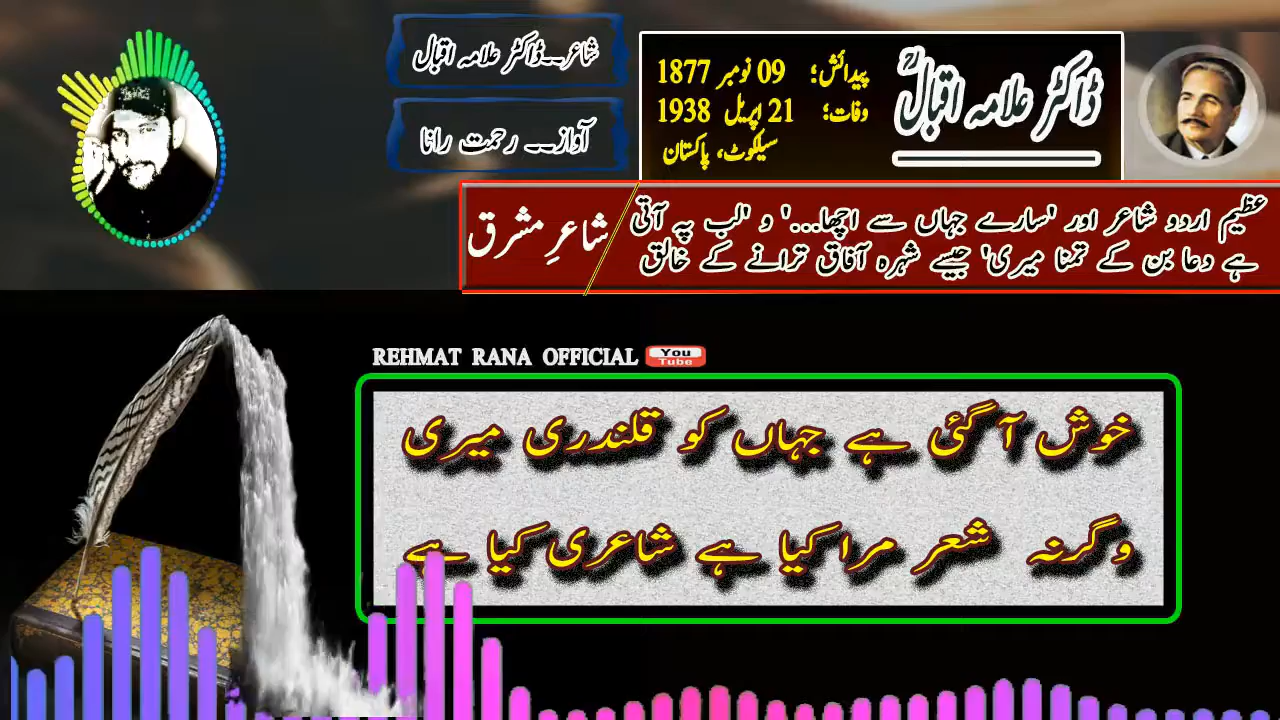 شاعر۔۔ڈاکٹر علامہ اقبال
آواز۔۔ رحمت رانا
ڈاکٹر علامہ اقبالؒ
پیدائش؛ 09 نومبر 1877
وفات؛ 21 اپریل 1938
سیلکوٹ، پاکستان
عظیم اردو شاعر اور 'سارے جہاں سے اچھا...' و 'لب پہ آتی
ہے دعا بن کے تمنا میری' جیسے شہرہ آفاق ترانے کے خالق
شاعرِ مشرق
REHMAT RANA OFFICIAL You
Tube
خوش آگئی ہے جہاں کو قلندری میری
وگرنہ شعر مرا کیا ہے شاعری کیا ہے